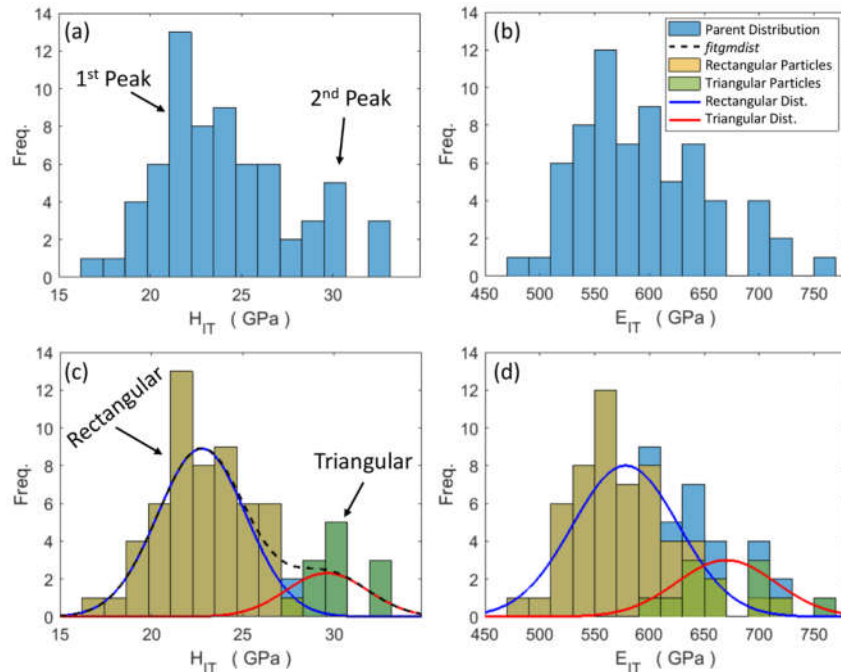 (a)
1st Peak
2nd Peak
Freq.
14
12
10
8
6
4
2
0
15
20
25
30
HIT ( GPa )
(b)
Parent Distribution
fitgmdist
Rectangular Particles
Triangular Particles
Rectangular Dist.
Triangular Dist.
Freq.
14
12
10
8
6
4
2
0
450
500
550
600
650
700
750
EIT ( GPa )
(c)
Rectangular
Triangular
Freq.
14
12
10
8
6
4
2
0
15
20
25
30
HIT ( GPa )
(d)
Freq.
14
12
10
8
6
4
2
0
450
500
550
600
650
700
750
EIT ( GPa )